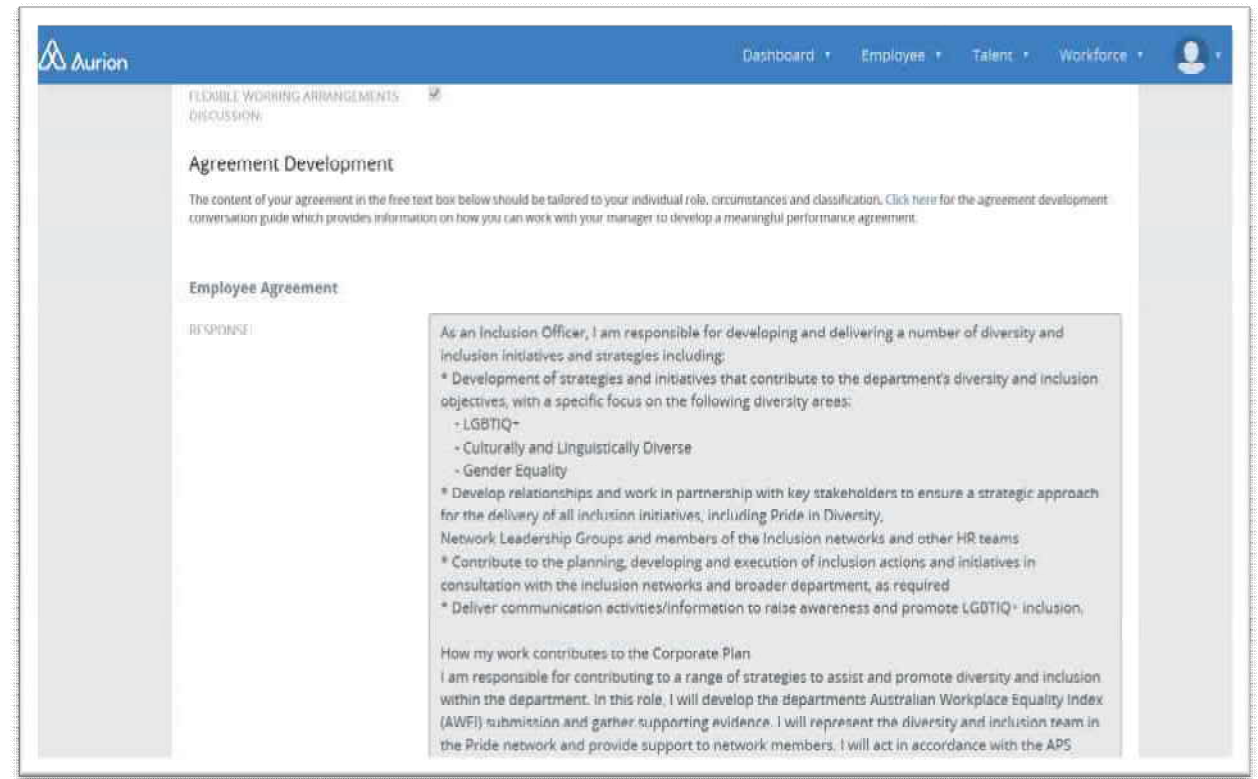 Aurion
Dashboard Employee Talent Workforce
FLEXIBLE WORKING ARRANGEMENTS
DISCUSSION:
Agreement Development
The content of your agreement in the free text box below should be tailored to your individual role, circumstances and classification. Click here for the agreement development
conversation guide which provides information on how you can work with your manager to develop a meaningful performance agreement.
Employee Agreement
RESPONSE:
As an Inclusion Officer, I am responsible for developing and delivering a number of diversity and
inclusion initiatives and strategies including:
* Development of strategies and initiatives that contribute to the department's diversity and inclusion
objectives, with a specific focus on the following diversity areas:
- LGBTIQ+
- Culturally and Linguistically Diverse
- Gender Equality
* Develop relationships and work in partnership with key stakeholders to ensure a strategic approach
for the delivery of all inclusion initiatives, including Pride in Diversity,
Network Leadership Groups and members of the Inclusion networks and other HR teams
* Contribute to the planning, developing and execution of inclusion actions and initiatives in
consultation with the inclusion networks and broader department, as required
* Deliver communication activities/information to raise awareness and promote LGBTIQ+ inclusion.
How my work contributes to the Corporate Plan
I am responsible for contributing to a range of strategies to assist and promote diversity and inclusion
within the department. In this role, I will develop the departments Australian Workplace Equality Index
(AWEI) submission and gather supporting evidence. I will represent the diversity and inclusion team in
the Pride network and provide support to network members. I will act in accordance with the APS